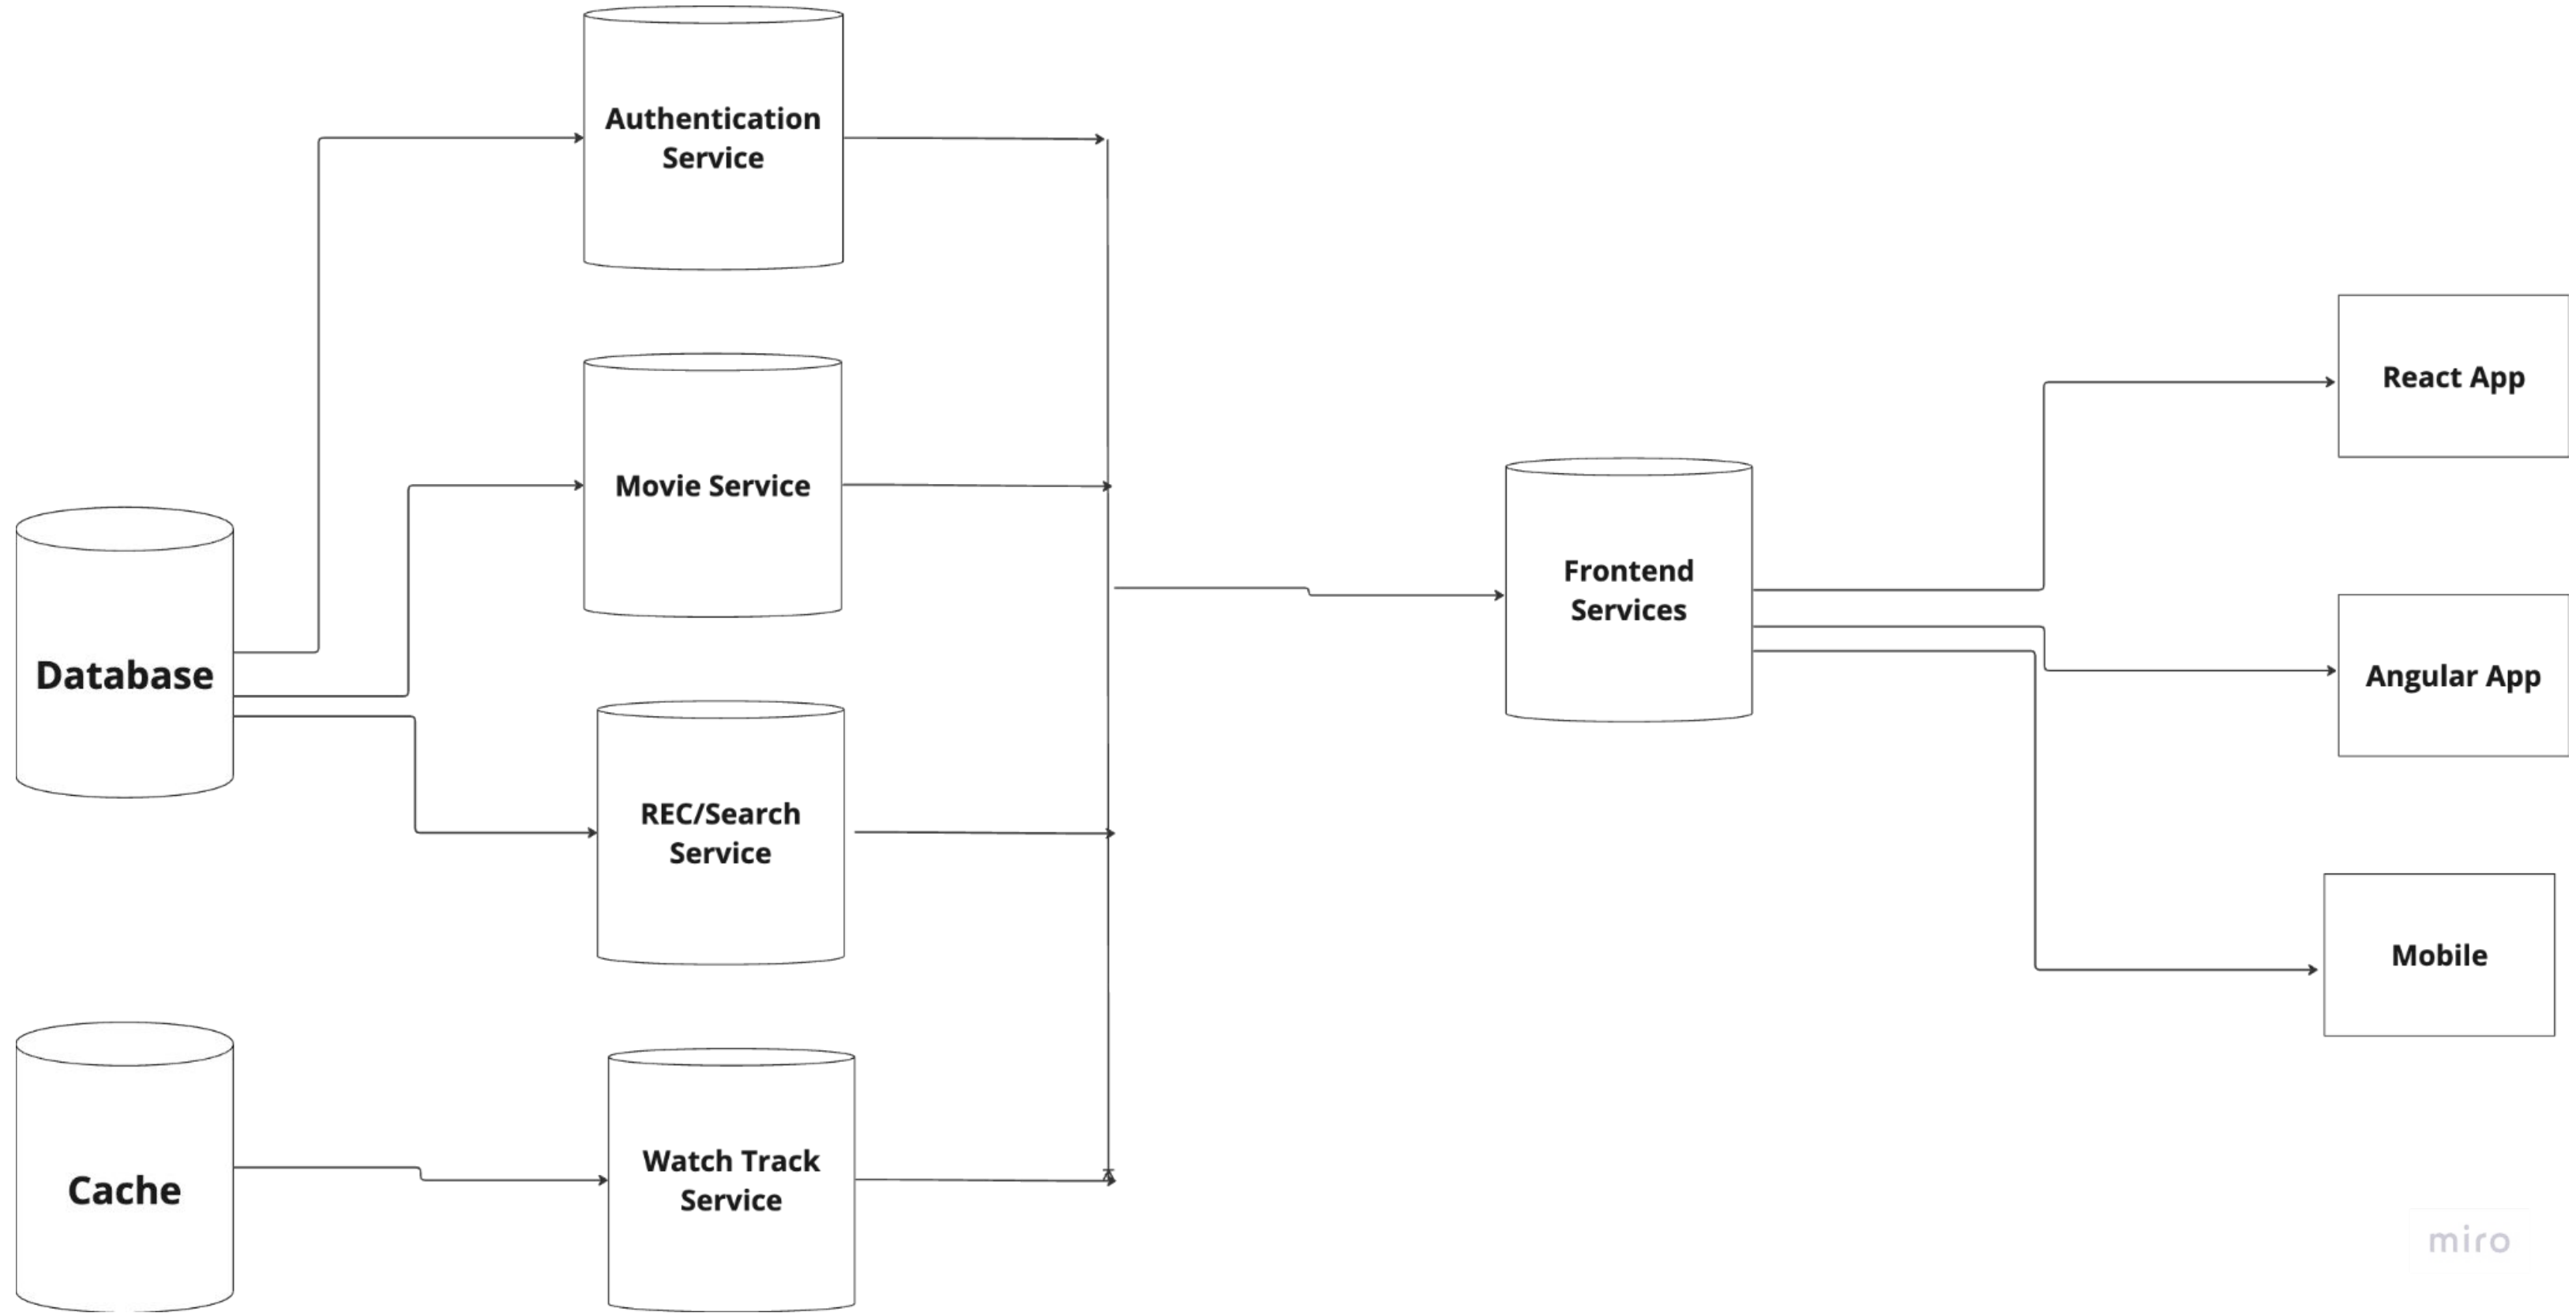 Authentication
Service
Movie Service
Database
REC/Search
Service
Cache
Watch Track
Service
Frontend
Services
React App
Angular App
Mobile
miro